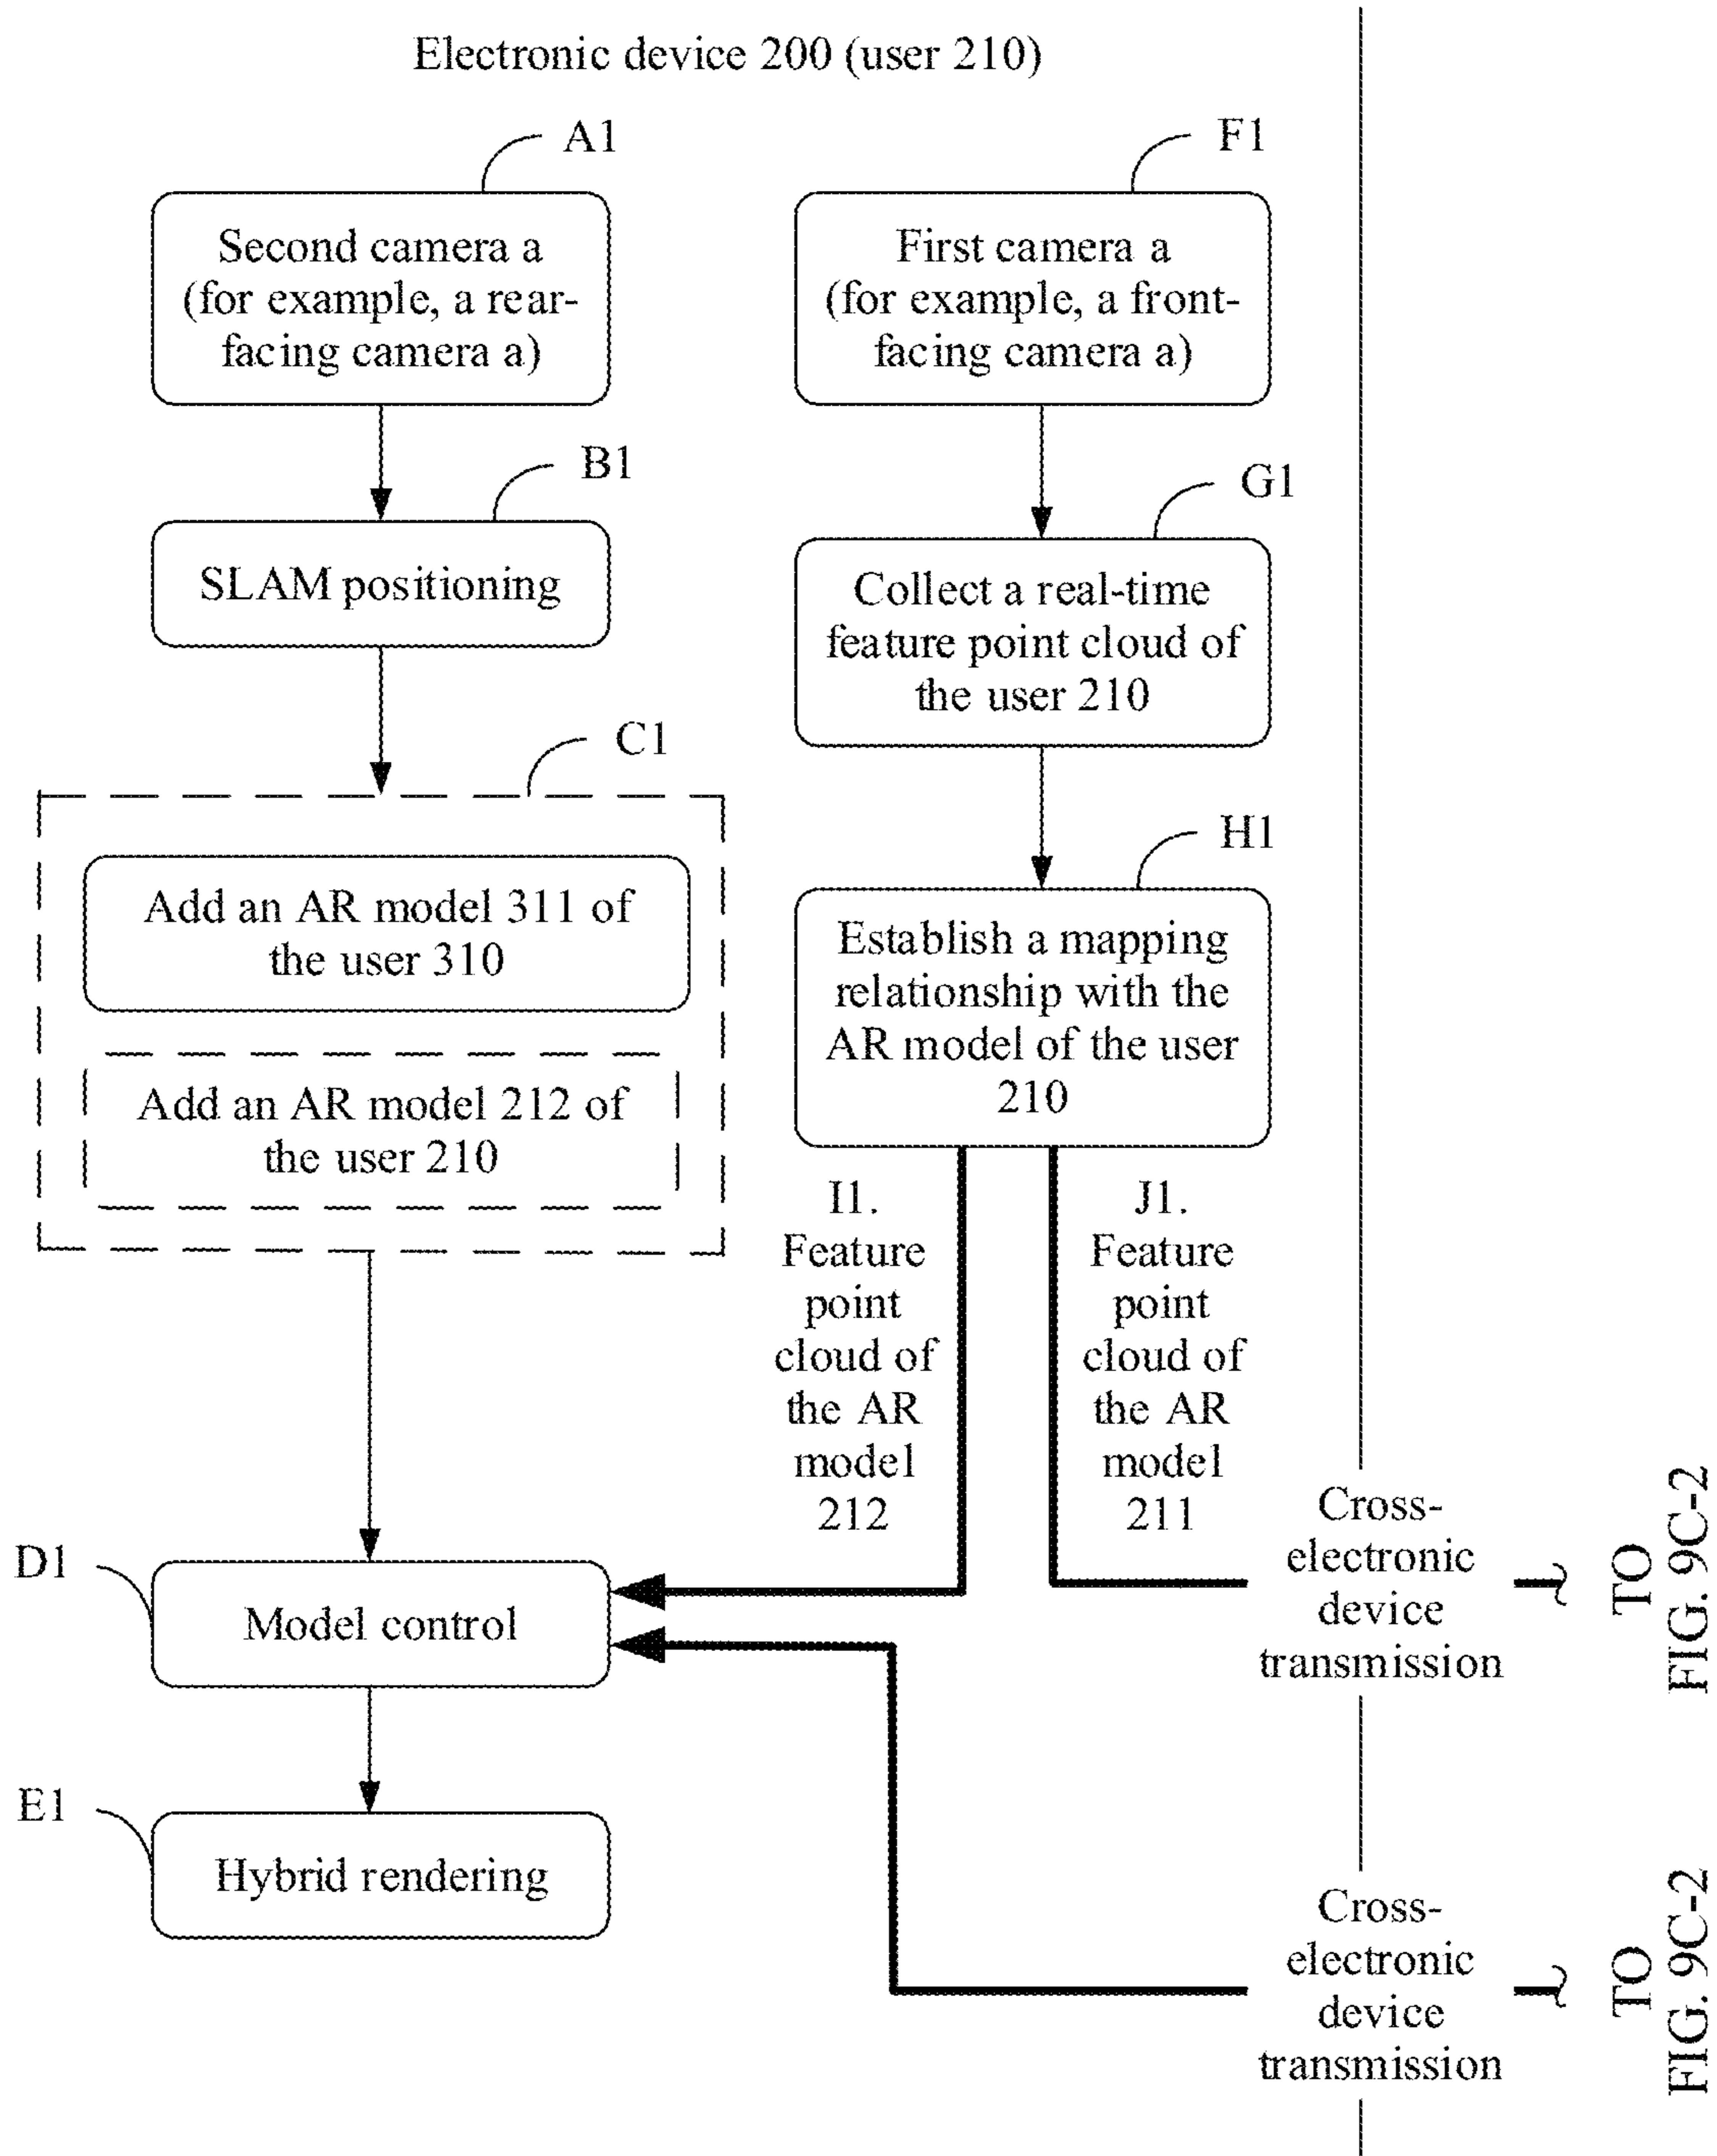 Electronic device 200 (user 210)
A1
Second camera a
(for example, a rear-
facing camera a)
B1
SLAM positioning
C1
Add an AR model 311 of
the user 310
Add an AR model 212 of
the user 210
D1
Model control
E1
Hybrid rendering
F1
First camera a
(for example, a front-
facing camera a)
G1
Collect a real-time
feature point cloud of
the user 210
H1
Establish a mapping
relationship with the
AR model of the user
210
I1.
Feature
point
cloud of
the AR
model
212
J1.
Feature
point
cloud of
the AR
model
211
Cross-
electronic
device
transmission
TO
FIG. 9C-2
Cross-
electronic
device
transmission
TO
FIG. 9C-2